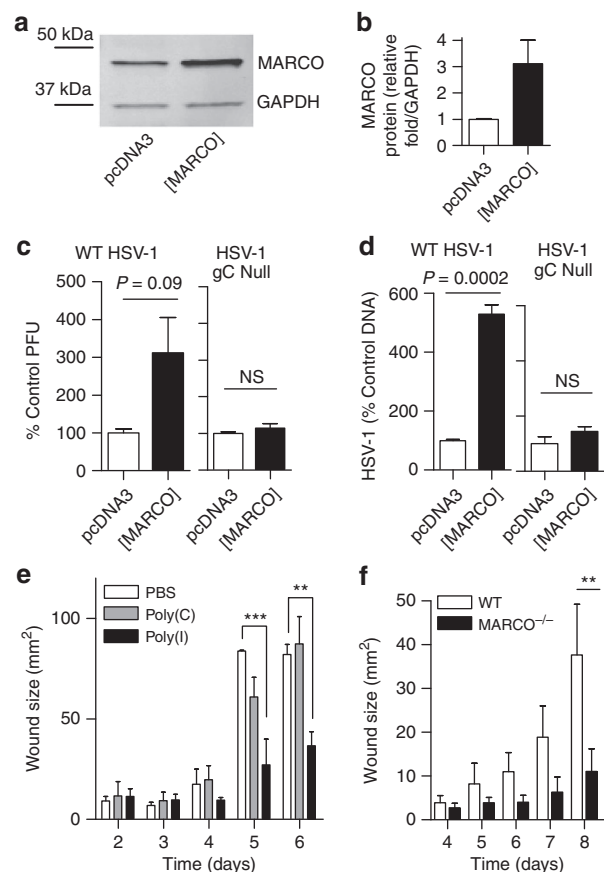 a
50 kDa
37 kDa
MARCO
GAPDH
pcDNA3
[MARCO]
b
MARCO
protein (relative
fold/GAPDH)
4
3
2
1
0
pcDNA3
[MARCO]
c
WT HSV-1
HSV-1
gC Null
P = 0.09
NS
% Control PFU
500
400
300
200
100
0
pcDNA3
[MARCO]
pcDNA3
[MARCO]
d
WT HSV-1
HSV-1
gC Null
P = 0.0002
NS
HSV-1 (% Control DNA)
600
400
200
100
0
pcDNA3
[MARCO]
pcDNA3
[MARCO]
e
PBS
Poly(C)
Poly(I)
***
**
Wound size (mm²)
100
50
0
2 3 4 5 6
Time (days)
f
WT
MARCO⁻/⁻
**
Wound size (mm²)
50
40
30
20
10
0
4 5 6 7 8
Time (days)